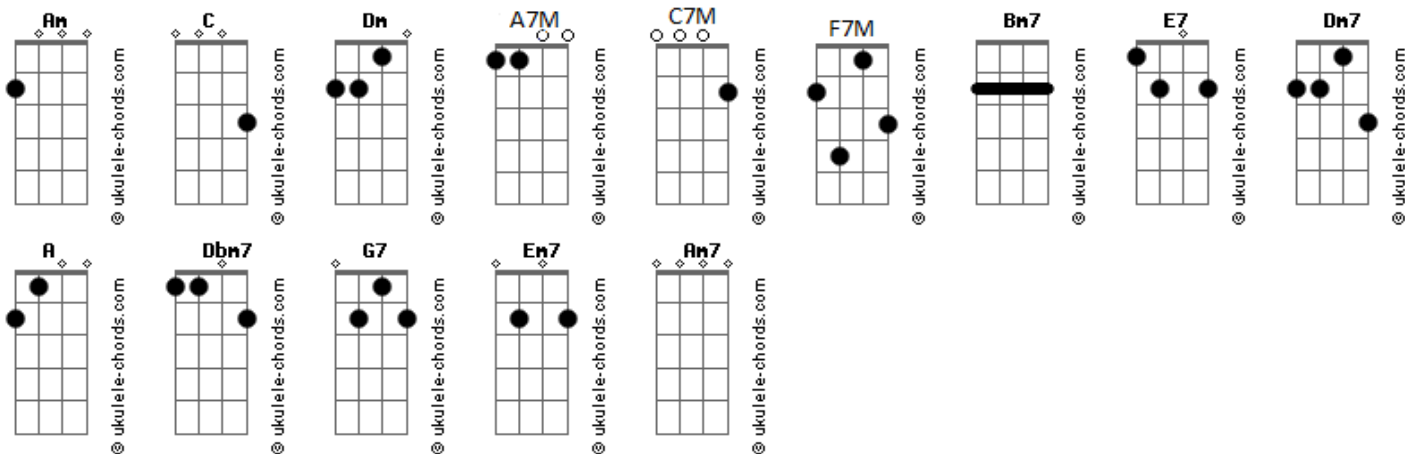 Am C Dm A7M C7M F7M Bm7 E7 Dm7
© ukulele-chords.com © ukulele-chords.com © ukulele-chords.com © ukulele-chords.com © ukulele-chords.com © ukulele-chords.com © ukulele-chords.com © ukulele-chords.com © ukulele-chords.com
A Dbm7 G7 Em7 Am7
© ukulele-chords.com © ukulele-chords.com © ukulele-chords.com © ukulele-chords.com © ukulele-chords.com